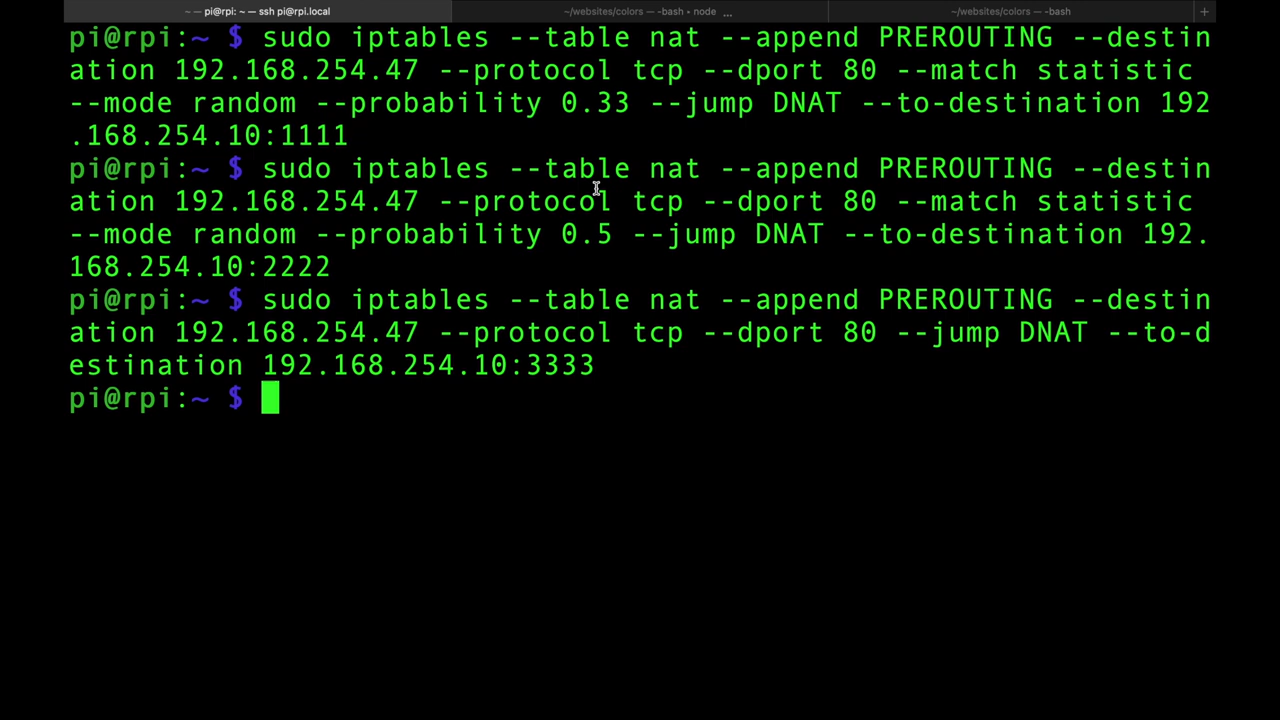 ~ — pi@rpi: ~ — ssh pi@rpi.local
~/websites/colors — -bash ▸ node ...
~/websites/colors — -bash
+
pi@rpi:~ $ sudo iptables --table nat --append PREROUTING --destin
ation 192.168.254.47 --protocol tcp --dport 80 --match statistic
--mode random --probability 0.33 --jump DNAT --to-destination 192
.168.254.10:1111
pi@rpi:~ $ sudo iptables --table nat --append PREROUTING --destin
ation 192.168.254.47 --protocol tcp --dport 80 --match statistic
--mode random --probability 0.5 --jump DNAT --to-destination 192.
168.254.10:2222
pi@rpi:~ $ sudo iptables --table nat --append PREROUTING --destin
ation 192.168.254.47 --protocol tcp --dport 80 --jump DNAT --to-d
estination 192.168.254.10:3333
pi@rpi:~ $